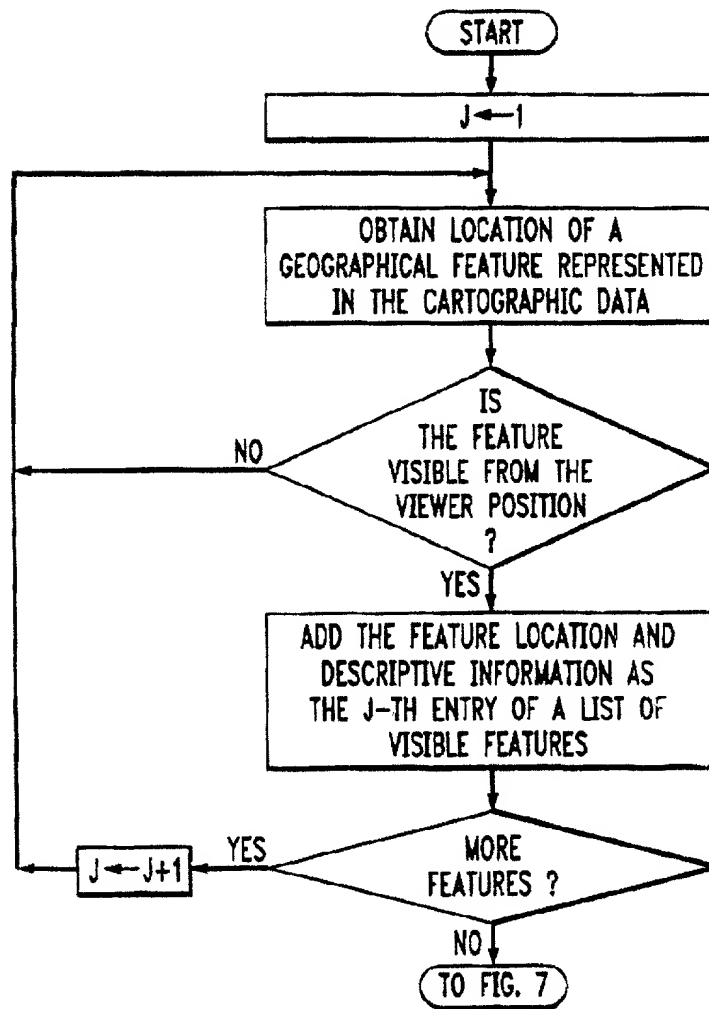 START
J←1
OBTAIN LOCATION OF A
GEOGRAPHICAL FEATURE REPRESENTED
IN THE CARTOGRAPHIC DATA
IS
THE FEATURE
VISIBLE FROM THE
VIEWER POSITION
?
NO
YES
ADD THE FEATURE LOCATION AND
DESCRIPTIVE INFORMATION AS
THE J-TH ENTRY OF A LIST OF
VISIBLE FEATURES
MORE
FEATURES ?
YES
J←J+1
NO
TO FIG. 7